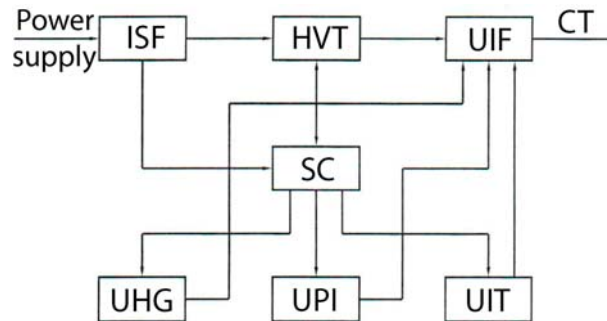 Power
supply
ISF
HVT
UIF
CT
SC
UHG
UPI
UIT